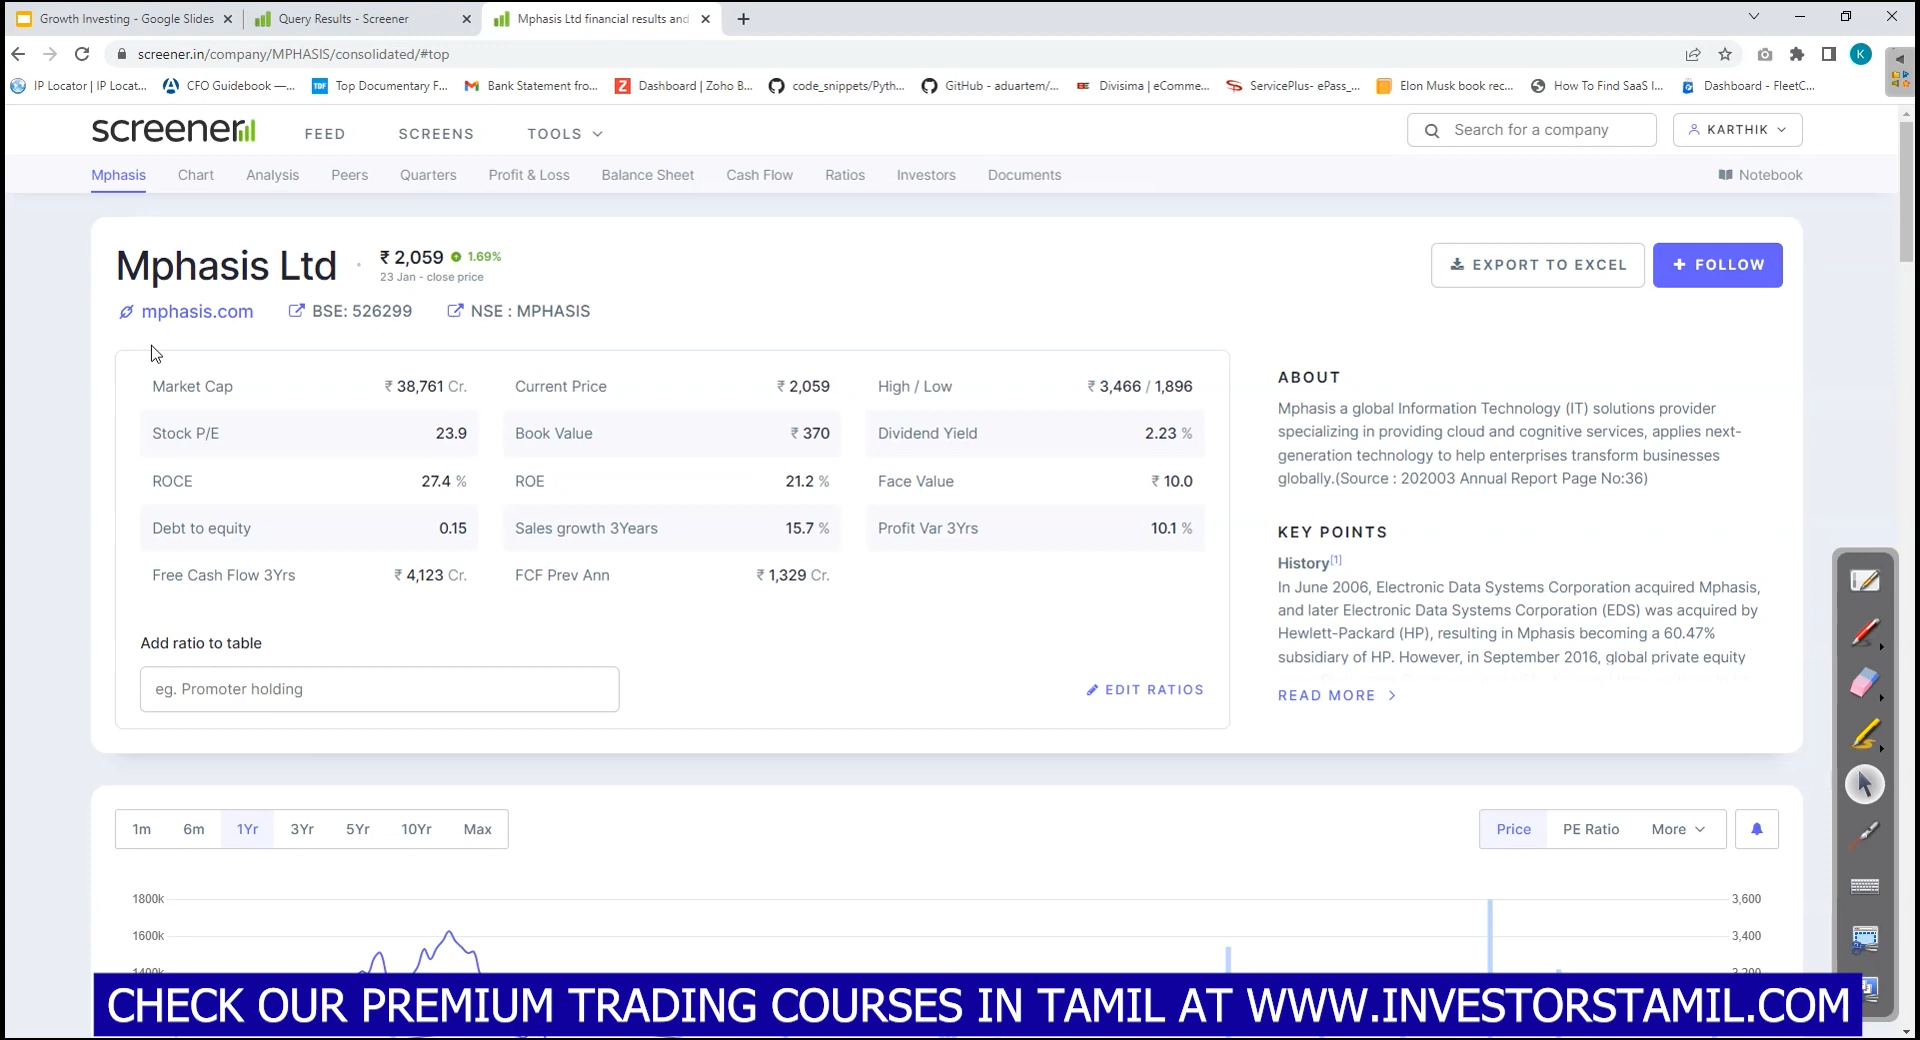 Growth Investing - Google Slides
Query Results - Screener
Mphasis Ltd financial results and
screener.in/company/MPHASIS/consolidated/#top
K
IP Locator | IP Locat...
CFO Guidebook —...
TDF
Top Documentary F...
Bank Statement fro...
Z
Dashboard | Zoho B...
code_snippets/Pyth...
GitHub - aduartem/...
Divisima | eComme...
ServicePlus- ePass_...
Elon Musk book rec...
How To Find SaaS I...
Dashboard - FleetC...
screener
FEED
SCREENS
TOOLS
Search for a company
KARTHIK
Mphasis
Chart
Analysis
Peers
Quarters
Profit & Loss
Balance Sheet
Cash Flow
Ratios
Investors
Documents
Notebook
Mphasis Ltd
₹ 2,059
1.69%
23 Jan - close price
EXPORT TO EXCEL
+ FOLLOW
mphasis.com
BSE: 526299
NSE : MPHASIS
Market Cap ₹ 38,761 Cr.
Current Price ₹ 2,059
High / Low ₹ 3,466 / 1,896
Stock P/E 23.9
Book Value ₹ 370
Dividend Yield 2.23 %
ROCE 27.4 %
ROE 21.2 %
Face Value ₹ 10.0
Debt to equity 0.15
Sales growth 3Years 15.7 %
Profit Var 3Yrs 10.1 %
Free Cash Flow 3Yrs ₹ 4,123 Cr.
FCF Prev Ann ₹ 1,329 Cr.
Add ratio to table
eg. Promoter holding
EDIT RATIOS
ABOUT
Mphasis a global Information Technology (IT) solutions provider
specializing in providing cloud and cognitive services, applies next-
generation technology to help enterprises transform businesses
globally.(Source : 202003 Annual Report Page No:36)
KEY POINTS
History[1]
In June 2006, Electronic Data Systems Corporation acquired Mphasis,
and later Electronic Data Systems Corporation (EDS) was acquired by
Hewlett-Packard (HP), resulting in Mphasis becoming a 60.47%
subsidiary of HP. However, in September 2016, global private equity
READ MORE
1m
6m
1Yr
3Yr
5Yr
10Yr
Max
Price
PE Ratio
More
1800k
3,600
1600k
3,400
1400k
3,200
CHECK OUR PREMIUM TRADING COURSES IN TAMIL AT WWW.INVESTORSTAMIL.COM